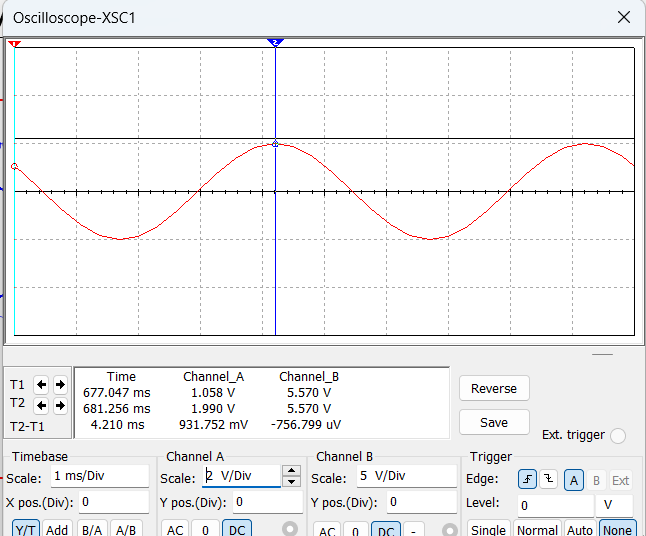 Oscilloscope-XSC1
1
2
Time Channel_A Channel_B
T1 677.047 ms 1.058 V 5.570 V
T2 681.256 ms 1.990 V 5.570 V
T2-T1 4.210 ms 931.752 mV -756.799 uV
Reverse
Save
Ext. trigger
Timebase Channel A Channel B Trigger
Scale: 1 ms/Div Scale: 2 V/Div Scale: 5 V/Div Edge: A B Ext
X pos.(Div): 0 Y pos.(Div): 0 Y pos.(Div): 0 Level: 0 V
Y/T Add B/A A/B AC 0 DC AC 0 DC - Single Normal Auto None